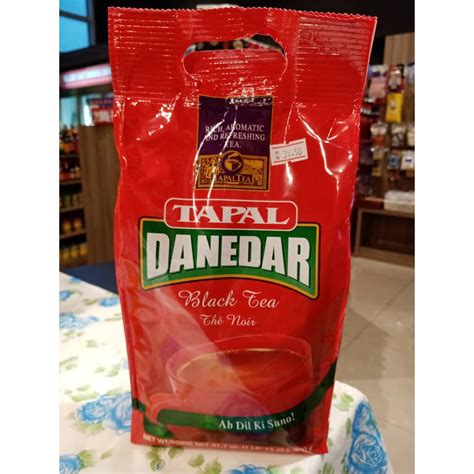 RICH, AROMATIC
AND REFRESHING
TEA.
TAPAL TEA
TAPAL
DANEDAR
Black Tea
Thé Noir
Ab Dil Ki Suno!